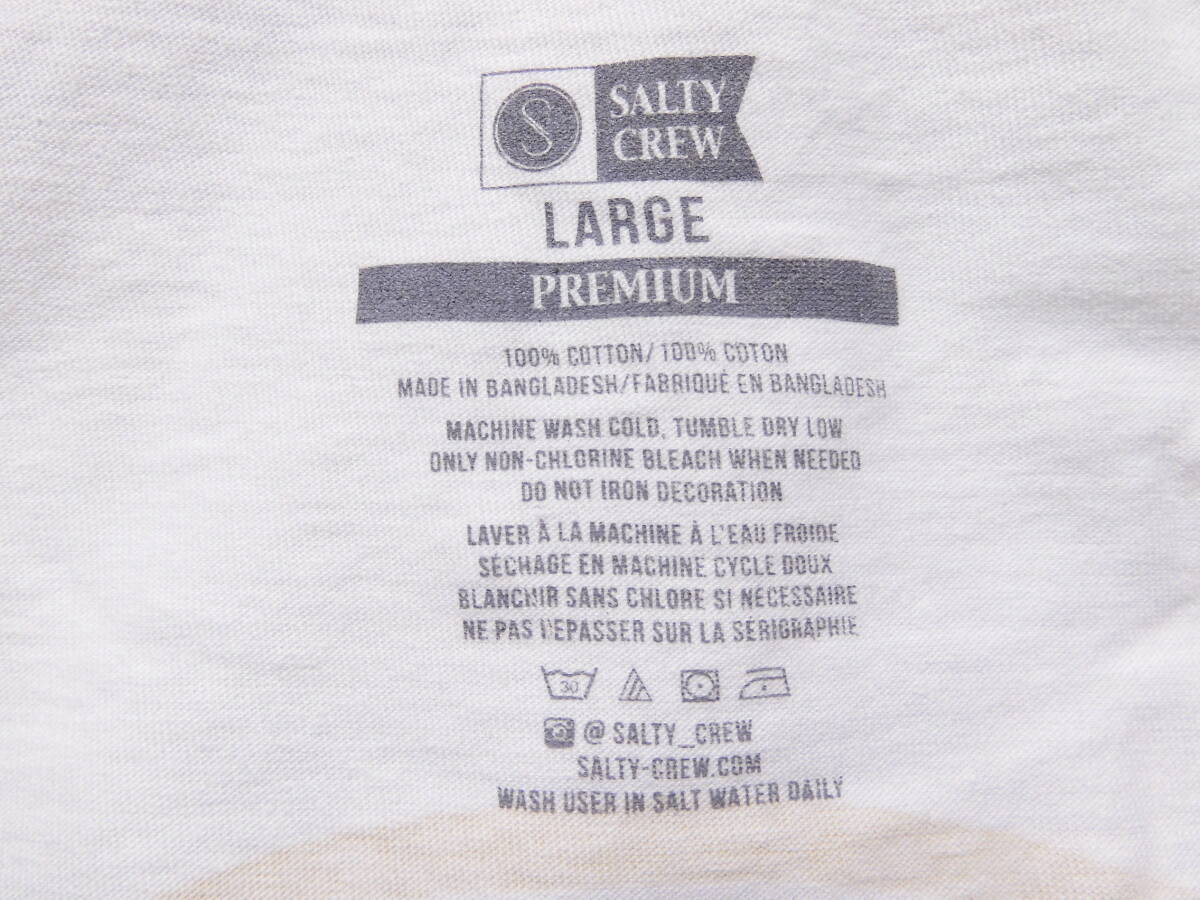 S
SALTY
CREW
LARGE
PREMIUM
100% COTTON/100% COTON
MADE IN BANGLADESH/FABRIQUÉ EN BANGLADESH
MACHINE WASH COLD, TUMBLE DRY LOW
ONLY NON-CHLORINE BLEACH WHEN NEEDED
DO NOT IRON DECORATION
LAVER À LA MACHINE À L'EAU FROIDE
SÉCHAGE EN MACHINE CYCLE DOUX
BLANCHIR SANS CHLORE SI NÉCESSAIRE
NE PAS DEPASSER SUR LA SÉRIGRAPHIE
30
@ SALTY_CREW
SALTY-CREW.COM
WASH USER IN SALT WATER DAILY